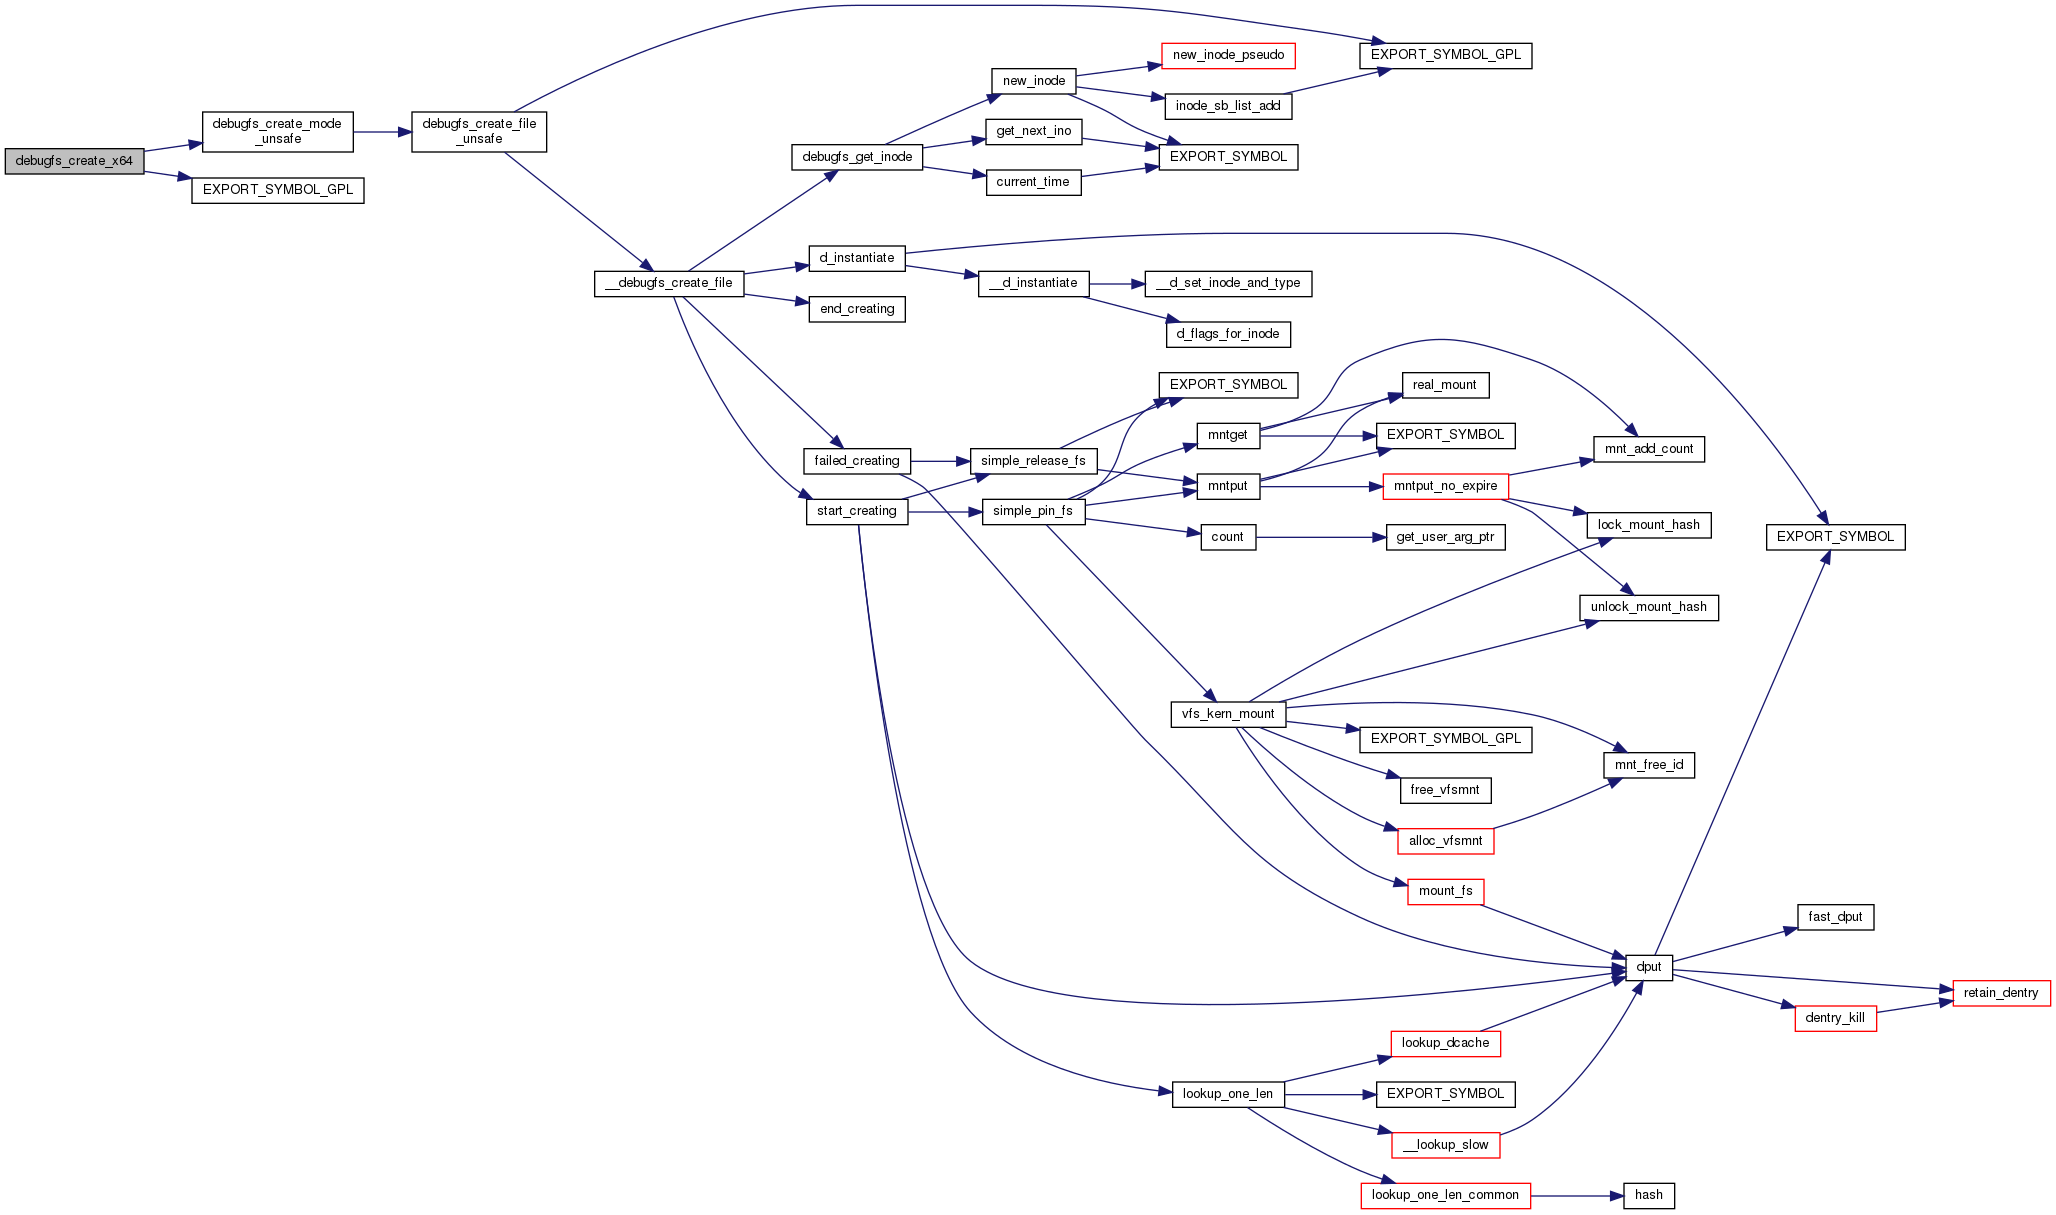 debugfs_create_x64
debugfs_create_mode
_unsafe
EXPORT_SYMBOL_GPL
debugfs_create_file
_unsafe
__debugfs_create_file
debugfs_get_inode
d_instantiate
end_creating
failed_creating
start_creating
new_inode
get_next_ino
current_time
__d_instantiate
simple_release_fs
simple_pin_fs
new_inode_pseudo
inode_sb_list_add
EXPORT_SYMBOL
__d_set_inode_and_type
d_flags_for_inode
EXPORT_SYMBOL
mntget
mntput
count
vfs_kern_mount
lookup_one_len
EXPORT_SYMBOL_GPL
real_mount
EXPORT_SYMBOL
mntput_no_expire
get_user_arg_ptr
EXPORT_SYMBOL_GPL
free_vfsmnt
alloc_vfsmnt
mount_fs
lookup_dcache
EXPORT_SYMBOL
__lookup_slow
lookup_one_len_common
mnt_add_count
lock_mount_hash
unlock_mount_hash
mnt_free_id
dput
hash
EXPORT_SYMBOL
fast_dput
dentry_kill
retain_dentry